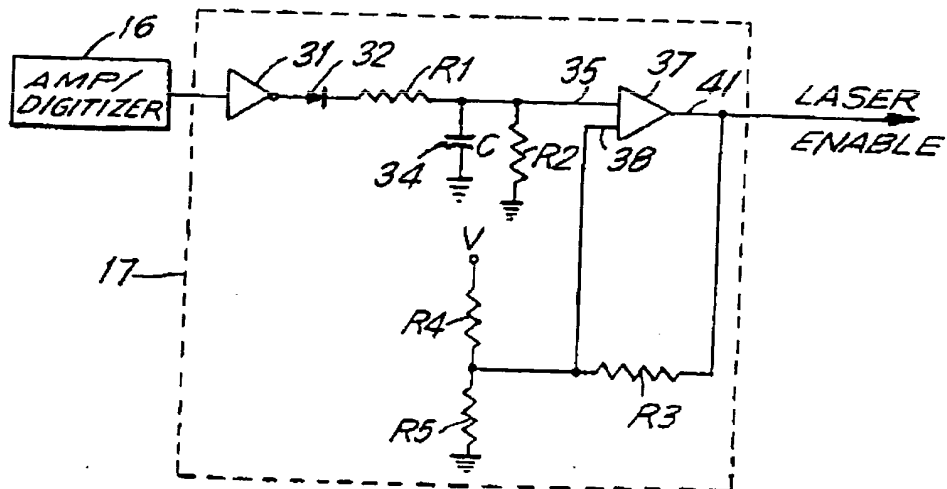 16
AMP/
DIGITIZER
31
32
R1
35
37
41
LASER
ENABLE
34
C
R2
38
V
17
R4
R3
R5